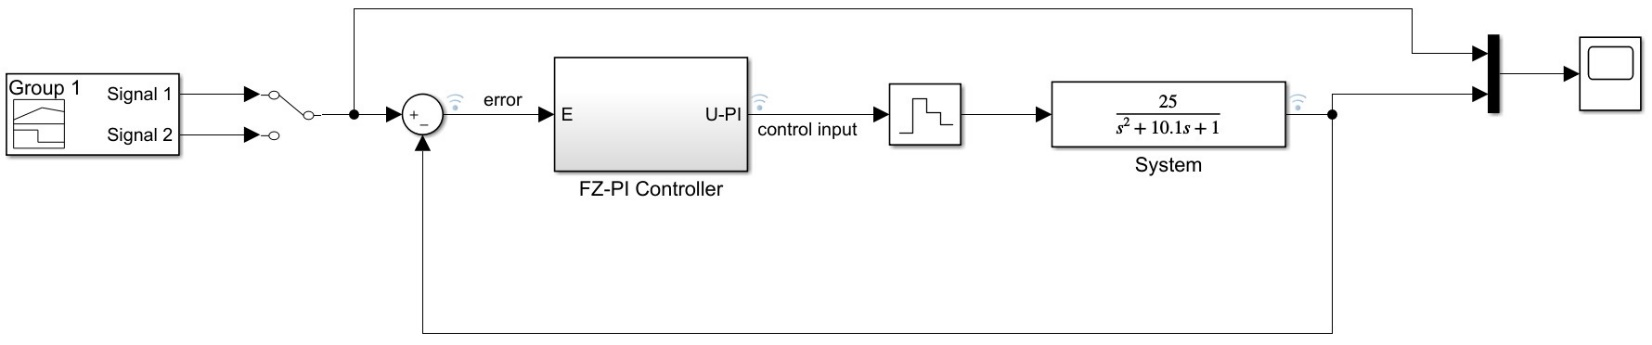 Group 1
Signal 1
Signal 2
+
_
error
E
U-PI
FZ-PI Controller
control input
25
s² + 10.1s + 1
System